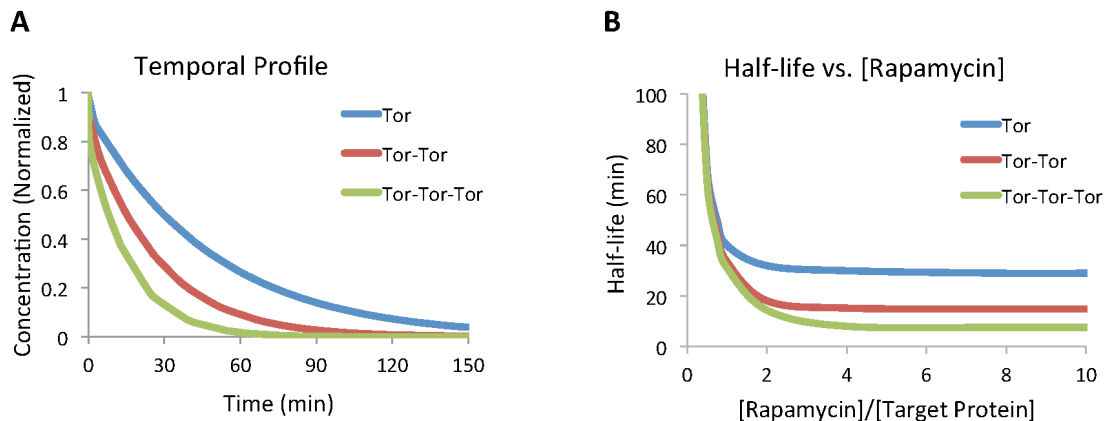 A
Temporal Profile
Concentration (Normalized)
1
0.8
0.6
0.4
0.2
0
0
30
60
90
120
150
Time (min)
Tor
Tor-Tor
Tor-Tor-Tor
B
Half-life vs. [Rapamycin]
Half-life (min)
100
80
60
40
20
0
0
2
4
6
8
10
[Rapamycin]/[Target Protein]
Tor
Tor-Tor
Tor-Tor-Tor